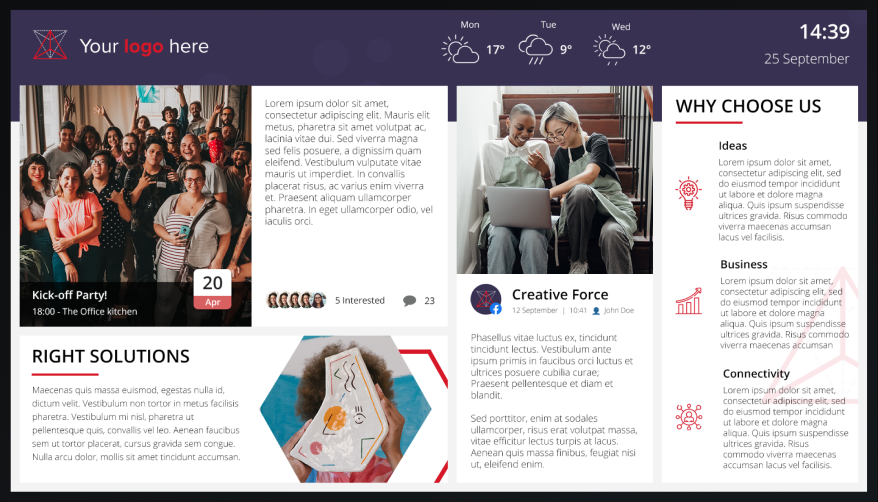 Your logo here
Mon
Tue
Wed
17°
9°
12°
14:39
25 September
Kick-off Party!
18:00 - The Office kitchen
20
Apr
Lorem ipsum dolor sit amet,
consectetur adipiscing elit. Mauris elit
metus, pharetra sit amet volutpat ac,
lacinia vitae dui. Sed viverra magna
sed felis posuere, a dignissim quam
eleifend. Vestibulum vulputate vitae
mauris ut imperdiet. In convallis
placerat risus, ac varius enim viverra
et. Praesent aliquam ullamcorper
pharetra. In eget ullamcorper odio, vel
iaculis orci.
5 Interested
23
RIGHT SOLUTIONS
Maecenas quis massa euismod, egestas nulla id,
dictum velit. Vestibulum non tortor in metus facilisis
pharetra. Vestibulum mi nisl, pharetra ut
pellentesque quis, convallis vel leo. Aenean faucibus
sem ut tortor placerat, cursus gravida sem congue.
Nulla arcu dolor, mollis sit amet tincidunt accumsan.
Creative Force
12 September | 10:41 John Doe
Phasellus varius luctus ex, tincidunt
tincidunt lectus. Vestibulum ante
ipsum primis in faucibus orci luctus et
ultrices posuere cubilia curae;
Praesent pellentesque et diam et
blandit.
Sed porttitor, enim at sodales
ullamcorper, risus erat volutpat massa,
vitae efficitur lectus turpis at lacus.
Aenean quis massa finibus, feugiat nisi
ut, eleifend enim.
WHY CHOOSE US
Ideas
Lorem ipsum dolor sit amet,
consectetur adipiscing elit, sed
do eiusmod tempor incididunt
ut labore et dolore magna
aliqua. Quis ipsum suspendisse
ultrices gravida. Risus commodo
viverra maecenas accumsan
lacus vel facilisis.
Business
Lorem ipsum dolor sit amet,
consectetur adipiscing elit, sed
do eiusmod tempor incididunt
ut labore et dolore magna
aliqua. Quis ipsum suspendisse
ultrices gravida. Risus commodo
viverra maecenas accumsan
Connectivity
Lorem ipsum dolor sit amet,
consectetur adipiscing elit, sed
do eiusmod tempor incididunt
ut labore et dolore magna
aliqua. Quis ipsum suspendisse
ultrices gravida. Risus
commodo viverra maecenas
accumsan lacus vel facilisis.